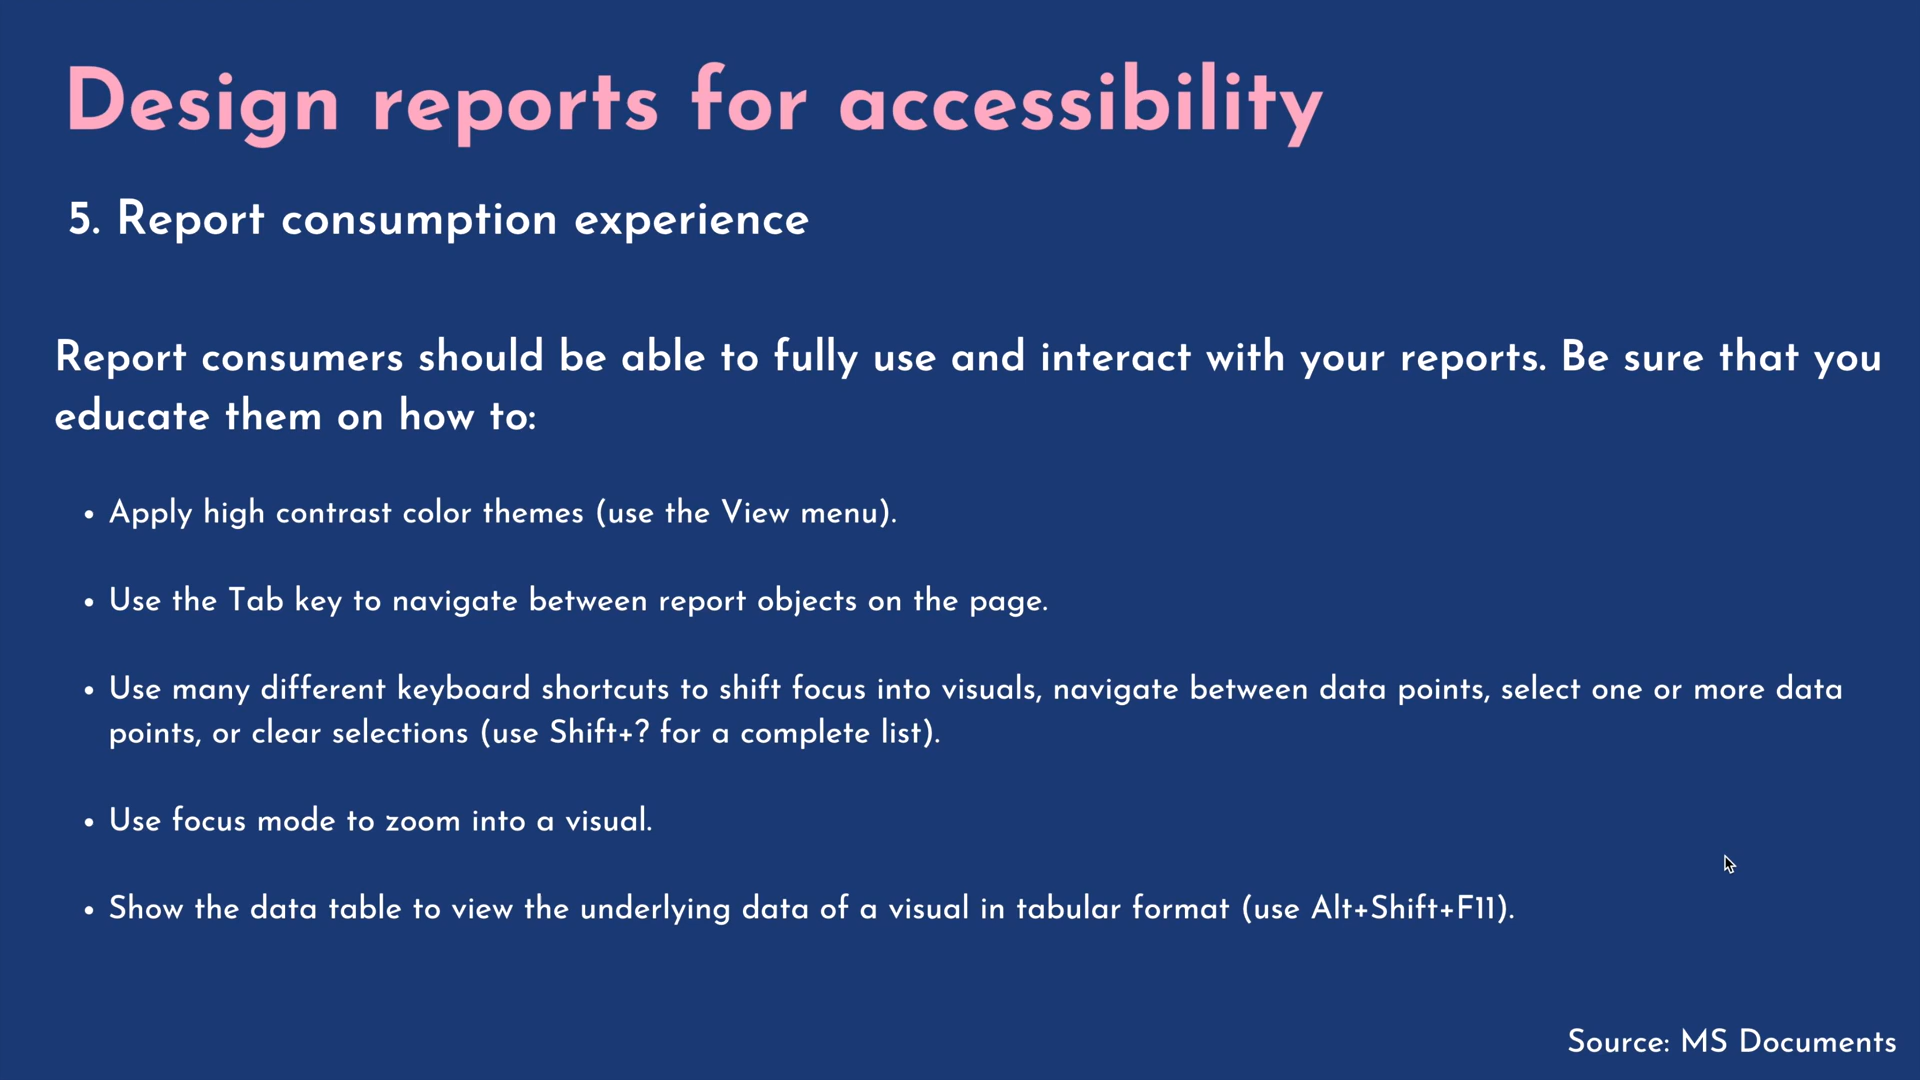 Design reports for accessibility
5. Report consumption experience
Report consumers should be able to fully use and interact with your reports. Be sure that you
educate them on how to:
• Apply high contrast color themes (use the View menu).
• Use the Tab key to navigate between report objects on the page.
• Use many different keyboard shortcuts to shift focus into visuals, navigate between data points, select one or more data
points, or clear selections (use Shift+? for a complete list).
• Use focus mode to zoom into a visual.
• Show the data table to view the underlying data of a visual in tabular format (use Alt+Shift+F11).
Source: MS Documents